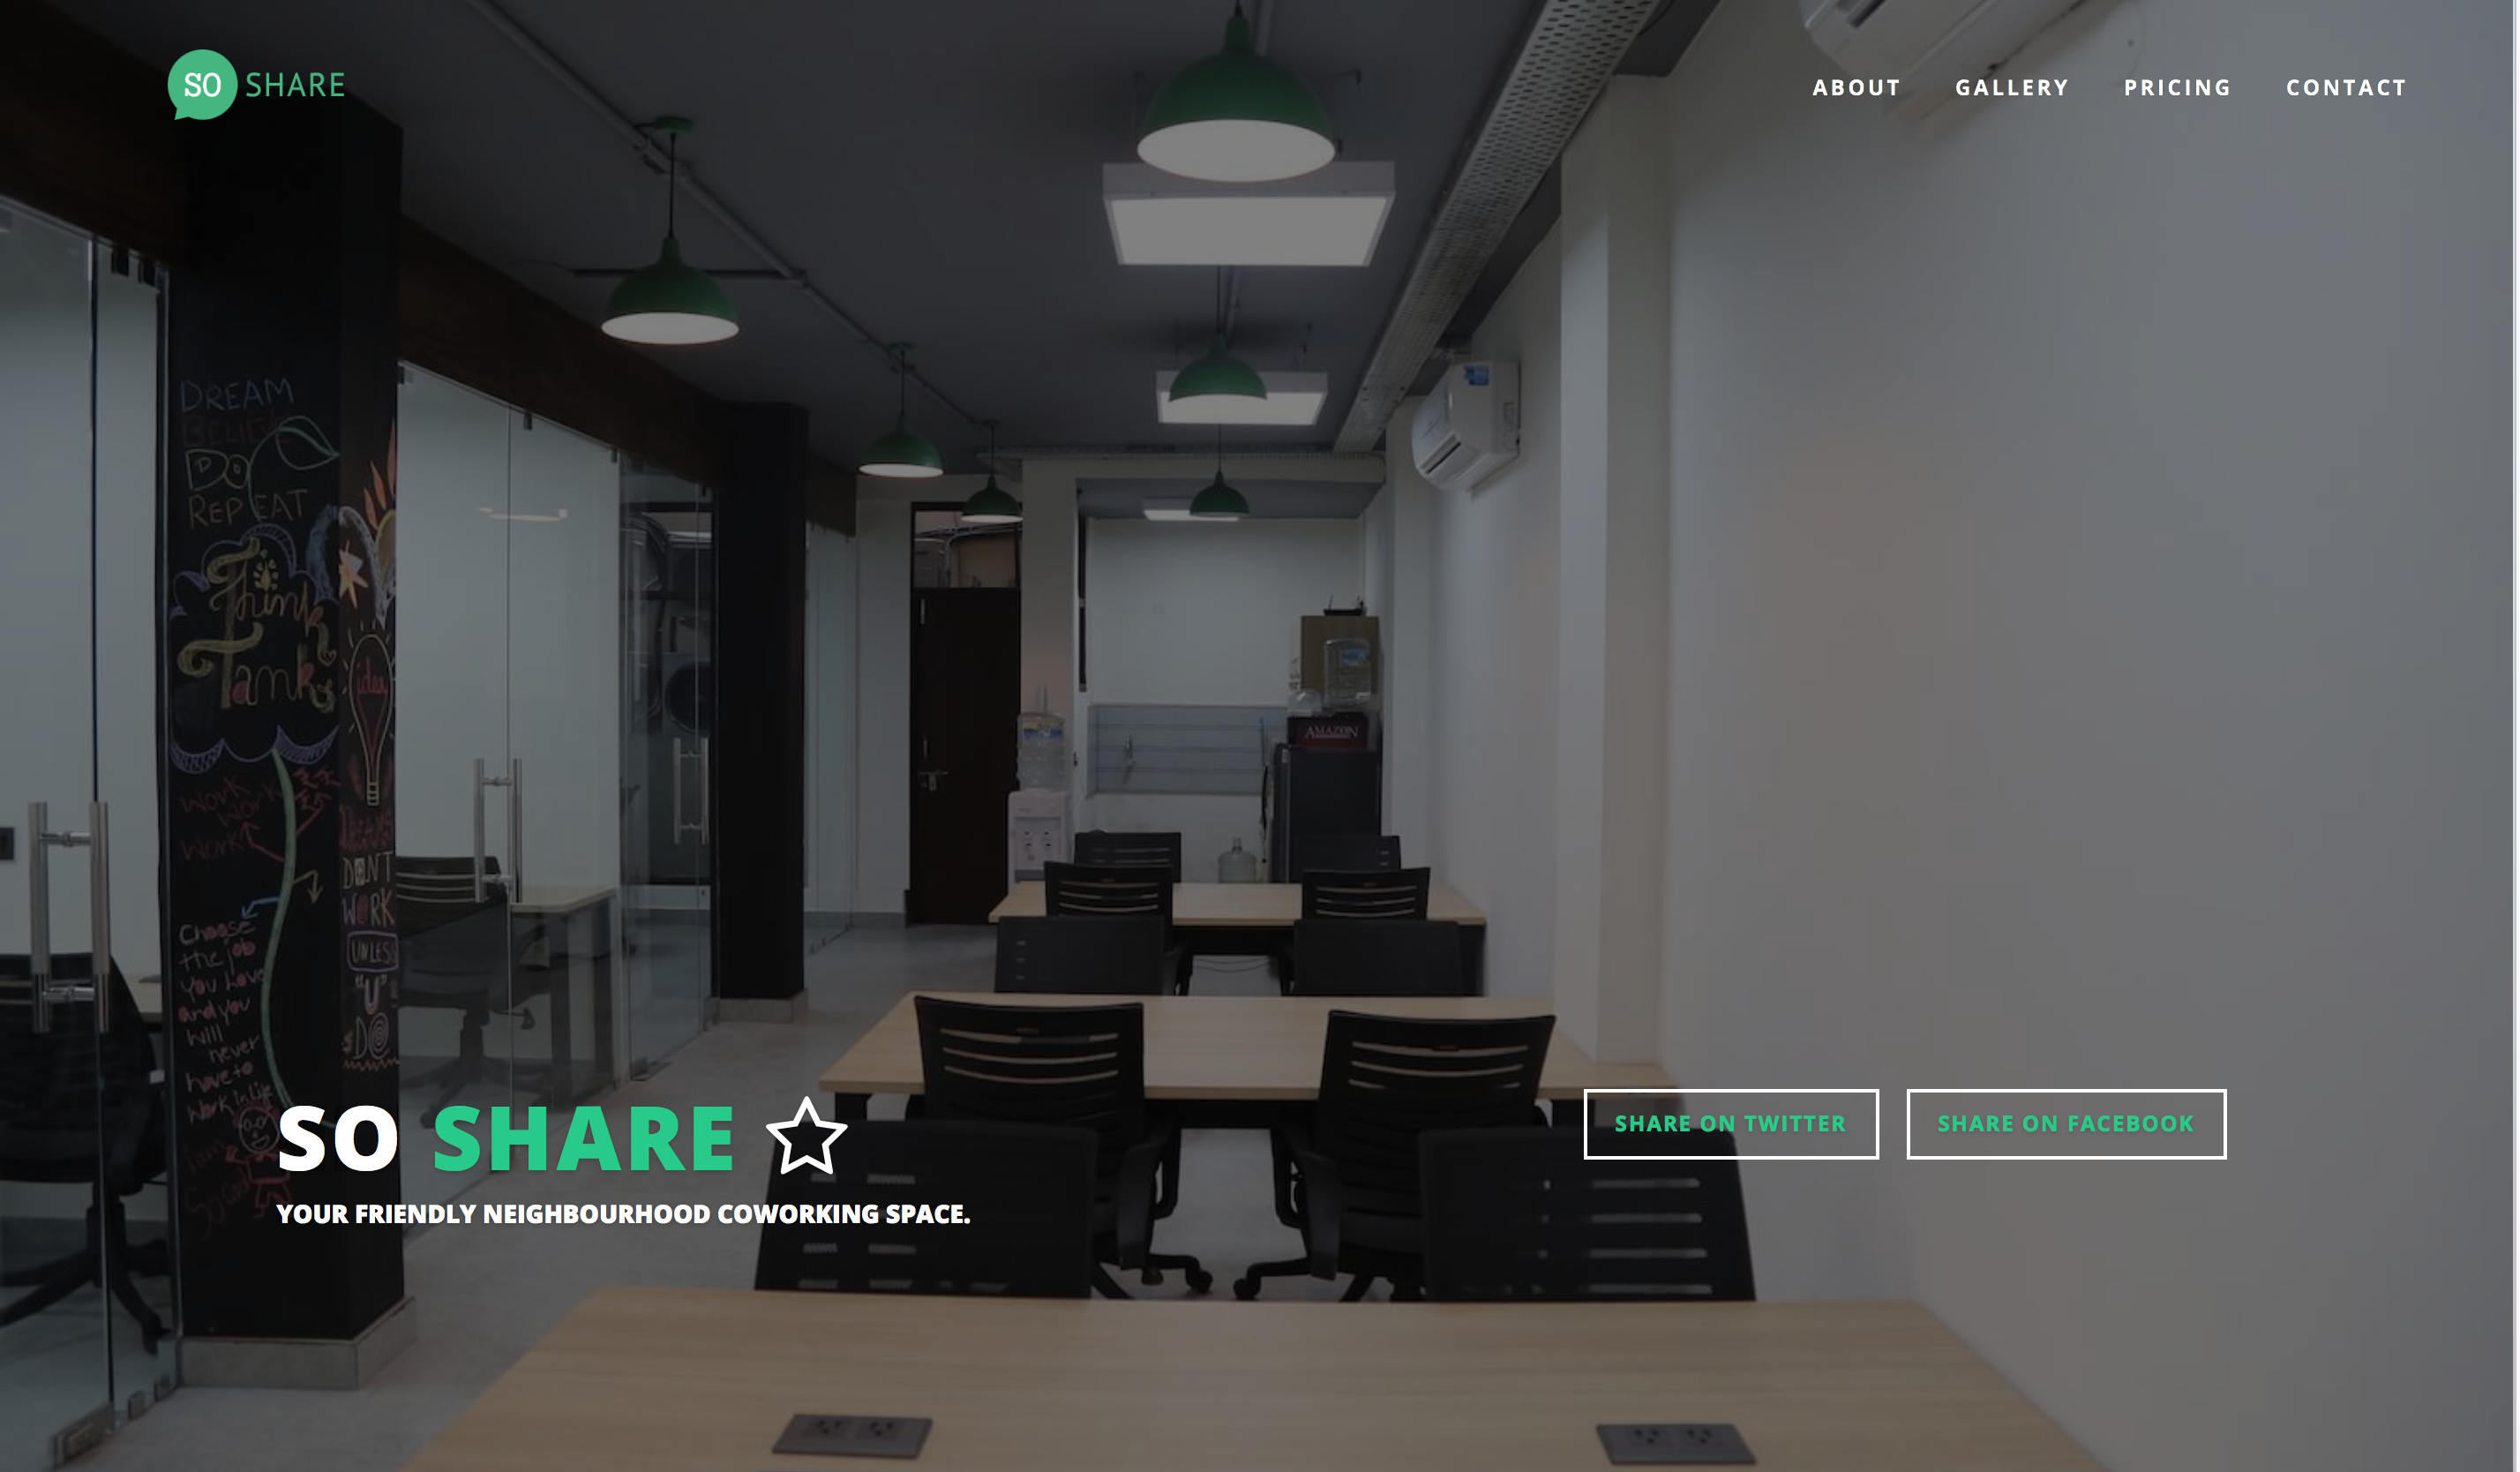 SO SHARE
ABOUT GALLERY PRICING CONTACT
DREAM
BELIEVE
DO
REPEAT
Think
Tank
idea
WORK
WORK
WORK
DON'T
WORK
UNLESS
DO
Choose
the job
you love
and you
will
never
have to
Work in Life
AMAZON
SO SHARE
SHARE ON TWITTER
SHARE ON FACEBOOK
YOUR FRIENDLY NEIGHBOURHOOD COWORKING SPACE.